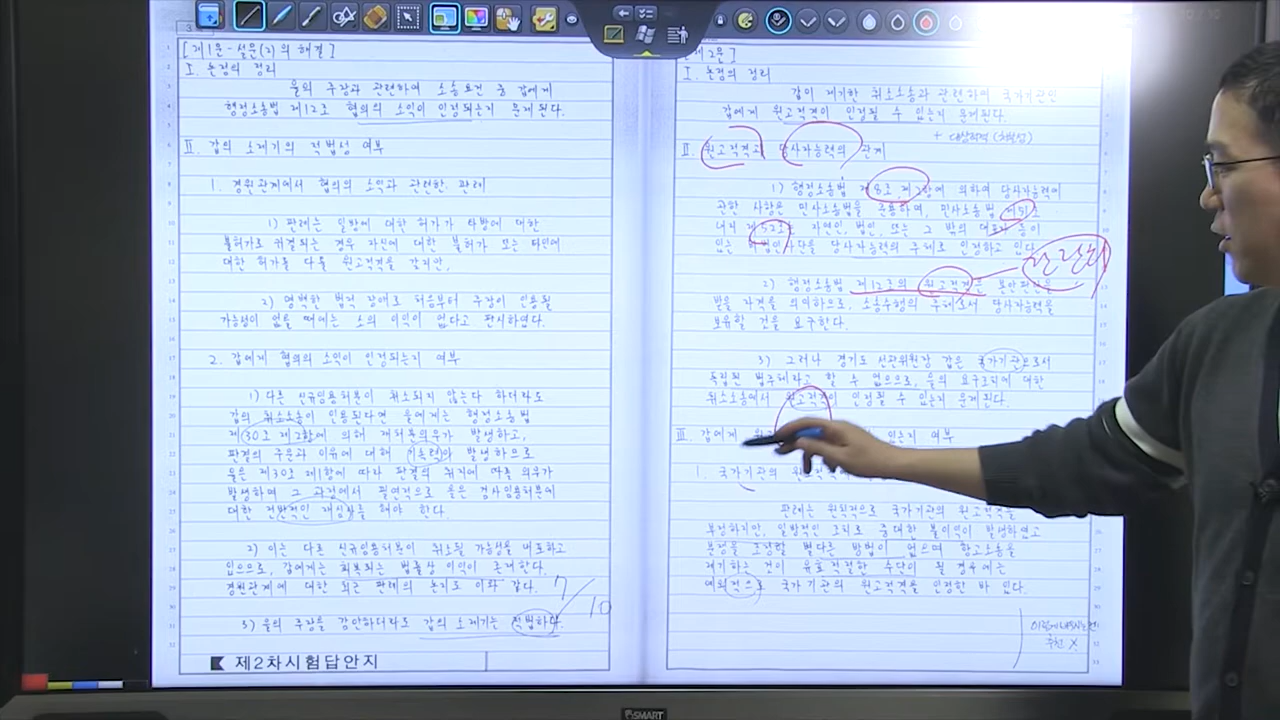 [제1문-설문(2)의 해결]
I. 논점의 정리
을의 주장과 관련하여 소송요건 중 갑에게
행정소송법 제12조 협의의 소익이 인정되는지 문제된다.
II. 갑의 소제기의 적법성 여부
1. 경원관계에서 협의의 소익과 관련한 판례
1) 판례는 일방에 대한 허가가 타방에 대한
불허가로 귀결되는 경우 자신에 대한 불허가 또는 타인에
대한 허가를 다툴 원고적격을 갖지만,
2) 명백한 법적 장애로 처음부터 주장이 인용될
가능성이 없을 때에는 소의 이익이 없다고 판시하였다.
2. 갑에게 협의의 소익이 인정되는지 여부
1) 다른 신규임용처분이 취소되지 않는다 하더라도
갑의 취소소송이 인용된다면 을에게는 행정소송법
제30조 제2항에 의해 재처분의무가 발생하고,
판결의 주문과 이유에 대해 기속력이 발생하므로
을은 제30조 제1항에 따라 판결의 취지에 따를 의무가
발생하며 그 과정에서 필연적으로 을은 검사임용처분에
대한 전반적인 재심사를 해야 한다.
2) 이는 다른 신규임용처분이 취소될 가능성을 내포하고
있으므로, 갑에게는 회복되는 법률상 이익이 존재한다.
경원관계에 대한 최근 판례의 논리로 이와 같다.
3) 을의 주장을 감안하더라도 갑의 소제기는 적법하다.
7
10
제2차시험답안지
제2문]
I. 논점의 정리
갑이 제기한 취소소송과 관련하여 국가기관인
갑에게 원고적격이 인정될 수 있는지 문제된다.
+ 대상적격 (처분성)
II. 원고적격과 당사자능력의 관계
1) 행정소송법 제8조 제2항에 의하여 당사자능력에
관한 사항은 민사소송법을 준용하며, 민사소송법 제51조
내지 제52조는 자연인, 법인, 또는 그 밖의 대표자 등이
있는 비법인사단을 당사자능력의 주체로 인정하고 있다.
2) 행정소송법 제12조의 원고적격은 본안판단을
받을 자격을 의미하므로, 소송수행의 주체로서 당사자능력을
보유할 것을 요구한다.
3) 그러나 경기도 선관위원장 갑은 국가기관으로서
독립된 법주체라고 할 수 없으므로, 을의 요구조치에 대한
취소소송에서 원고적격이 인정될 수 있는지 문제된다.
III. 갑에게 원고 있는지 여부
1. 국가기관의 원고적격
판례는 원칙적으로 국가기관의 원고적격을
부정하지만, 일방적인 조치로 중대한 불이익이 발생하였고
분쟁을 조정할 별다른 방법이 없으며 항고소송을
제기하는 것이 유효적절한 수단이 될 경우에는
예외적으로 국가기관의 원고적격을 인정한 바 있다.
추천 X
SMART